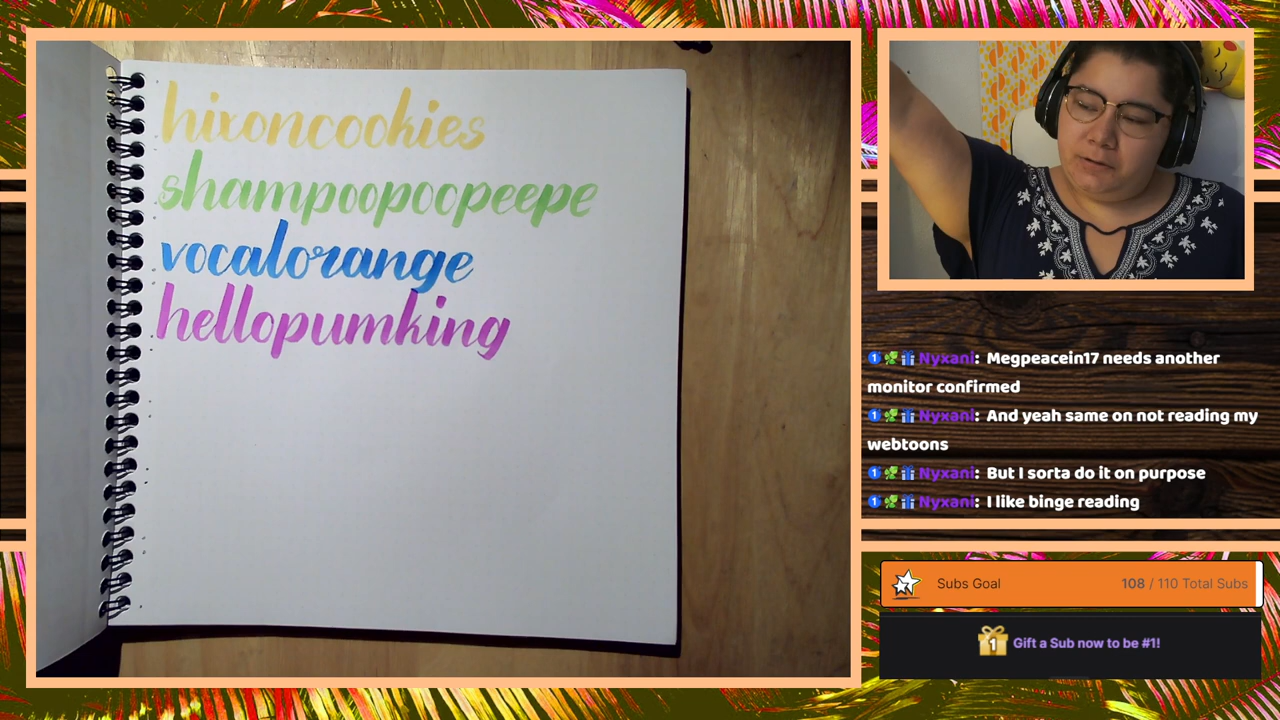 hixoncookies
shampoopoopeepe
vocalorange
hellopumking
Nyxani: Megpeacein17 needs another
monitor confirmed
Nyxani: And yeah same on not reading my
webtoons
Nyxani: But I sorta do it on purpose
Nyxani: I like binge reading
Subs Goal 108 / 110 Total Subs
1 Gift a Sub now to be #1!